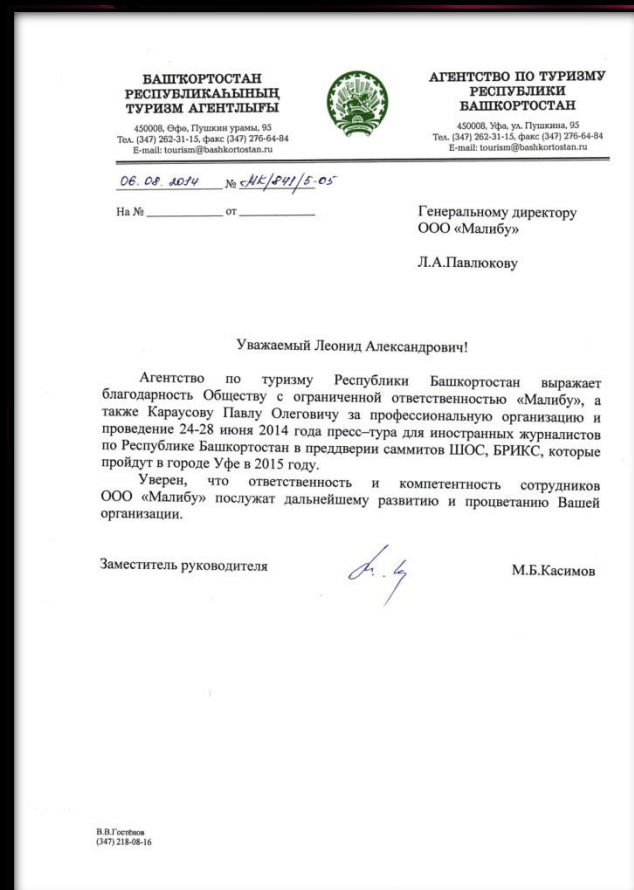 БАШҠОРТОСТАН
РЕСПУБЛИКАҺЫНЫҢ
ТУРИЗМ АГЕНТЛЫҒЫ
450008, Өфө, Пушкин урамы, 95
Тел. (347) 262-31-15, факс (347) 276-64-84
E-mail: tourism@bashkortostan.ru
АГЕНТСТВО ПО ТУРИЗМУ
РЕСПУБЛИКИ
БАШКОРТОСТАН
450008, Уфа, ул. Пушкина, 95
Тел. (347) 262-31-15, факс (347) 276-64-84
E-mail: tourism@bashkortostan.ru
06.08.2014 № МК/841/5-05
На № ____________ от ____________
Генеральному директору
ООО «Малибу»
Л.А.Павлюкову
Уважаемый Леонид Александрович!
Агентство по туризму Республики Башкортостан выражает
благодарность Обществу с ограниченной ответственностью «Малибу», а
также Караусову Павлу Олеговичу за профессиональную организацию и
проведение 24-28 июня 2014 года пресс–тура для иностранных журналистов
по Республике Башкортостан в преддверии саммитов ШОС, БРИКС, которые
пройдут в городе Уфе в 2015 году.
Уверен, что ответственность и компетентность сотрудников
ООО «Малибу» послужат дальнейшему развитию и процветанию Вашей
организации.
Заместитель руководителя М.Б.Касимов
В.В.Гостёнов
(347) 218-08-16